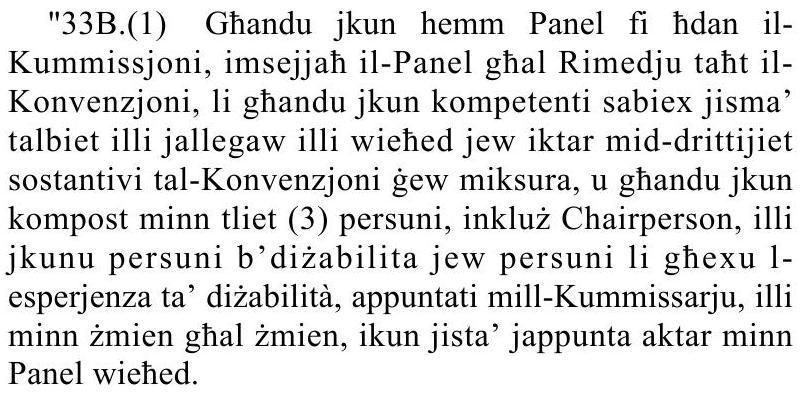 "33B.(1) Għandu jkun hemm Panel fi ħdan il-
Kummissjoni, imsejjaħ il-Panel għal Rimedju taħt il-
Konvenzjoni, li għandu jkun kompetenti sabiex jisma’
talbiet illi jallegaw illi wieħed jew iktar mid-drittijiet
sostantivi tal-Konvenzjoni ġew miksura, u għandu jkun
kompost minn tliet (3) persuni, inkluż Chairperson, illi
jkunu persuni b’diżabilita jew persuni li għexu l-
esperjenza ta’ diżabilità, appuntati mill-Kummissarju, illi
minn żmien għal żmien, ikun jista’ jappunta aktar minn
Panel wieħed.